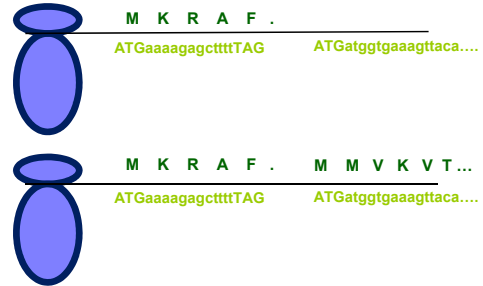 M K R A F .
ATGaaaagagcttttTAG ATGatggtgaaagttaca....
M K R A F . M M V K V T...
ATGaaaagagcttttTAG ATGatggtgaaagttaca....